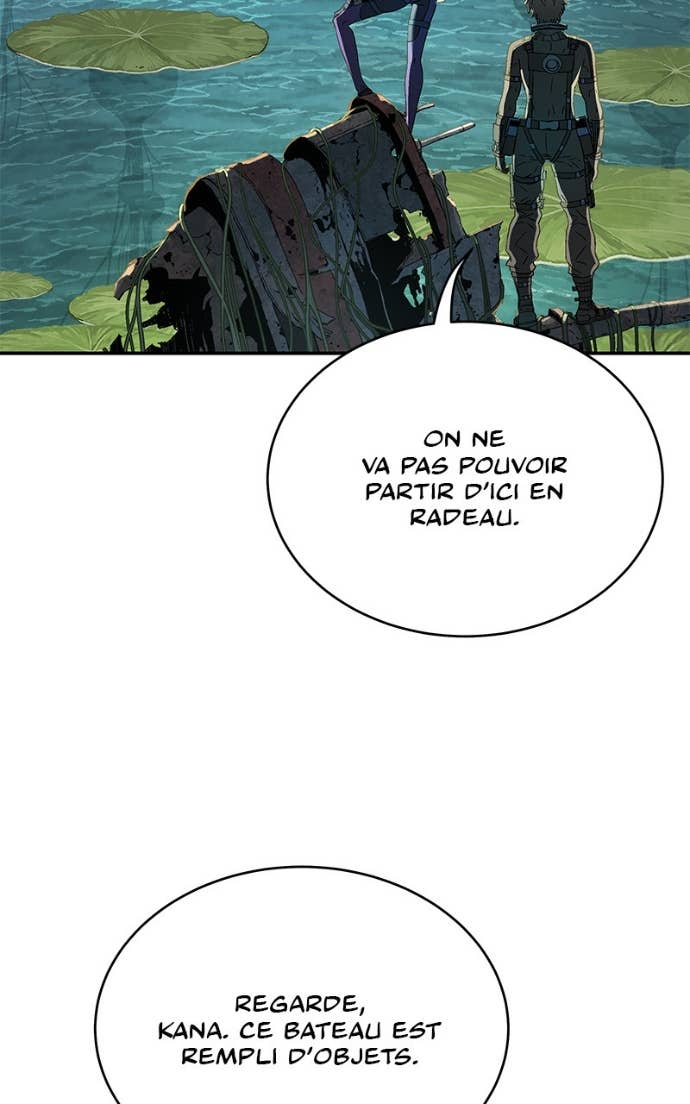 ON NE
VA PAS POUVOIR
PARTIR D'ICI EN
RADEAU.
REGARDE,
KANA. CE BATEAU EST
REMPLI D'OBJETS.